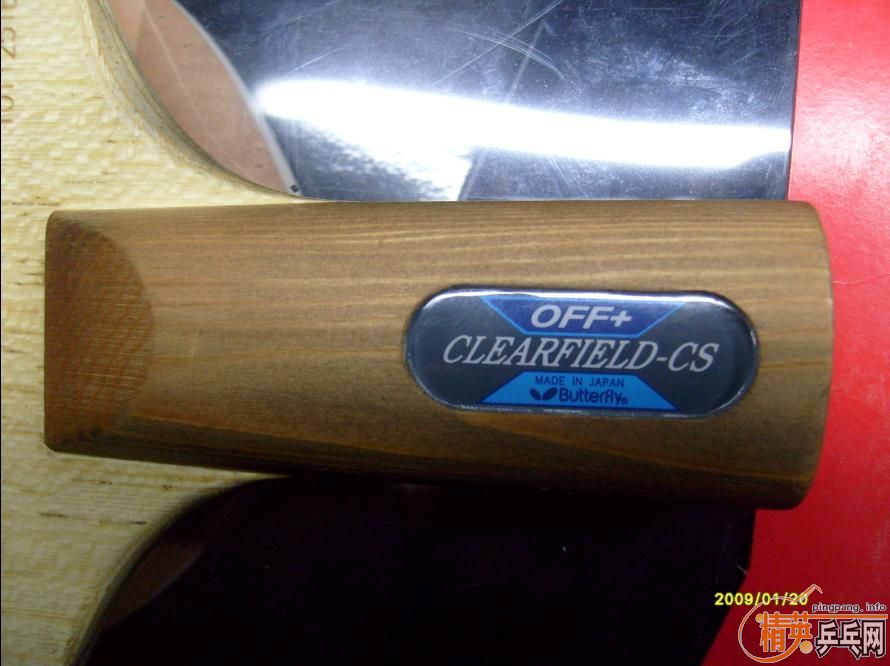 OFF+
CLEARFIELD-CS
MADE IN JAPAN
Butterfly®
2009/01/20
pingpang.info
精英乒乓网